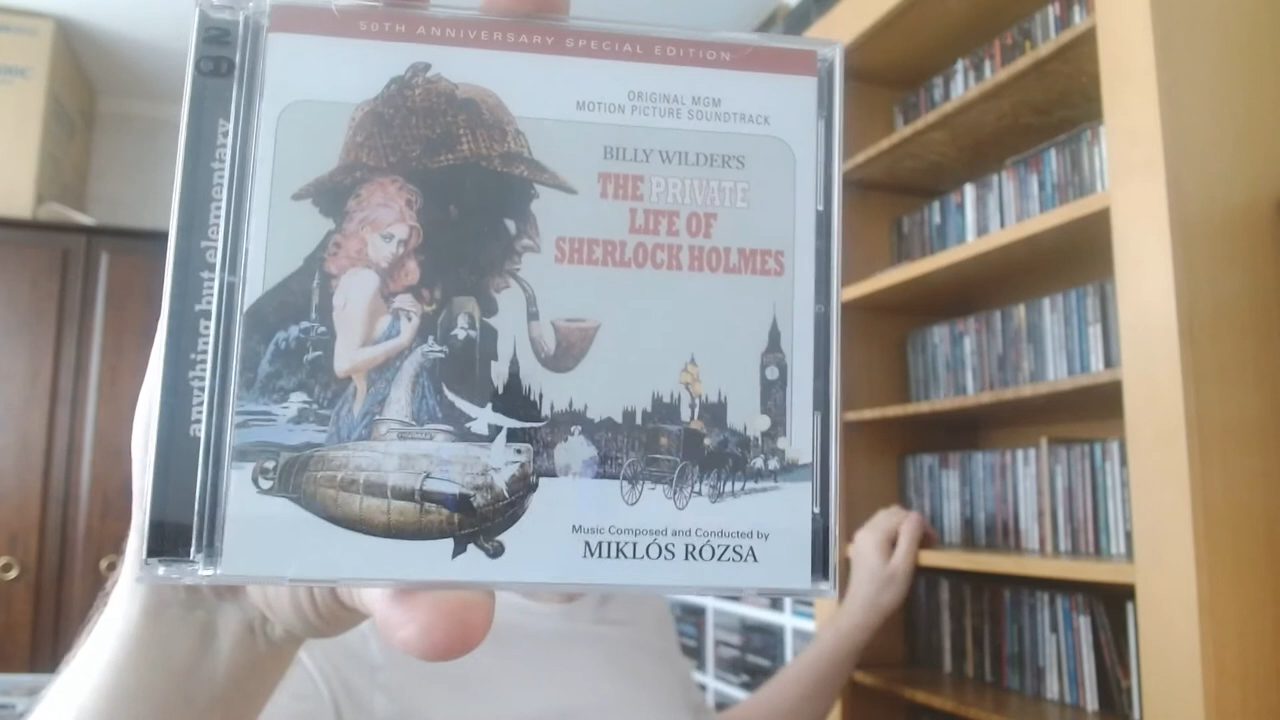 50TH ANNIVERSARY SPECIAL EDITION
2
anything but elementary
ORIGINAL MGM
MOTION PICTURE SOUNDTRACK
BILLY WILDER'S
THE PRIVATE
LIFE OF
SHERLOCK HOLMES
Music Composed and Conducted by
MIKLÓS RÓZSA